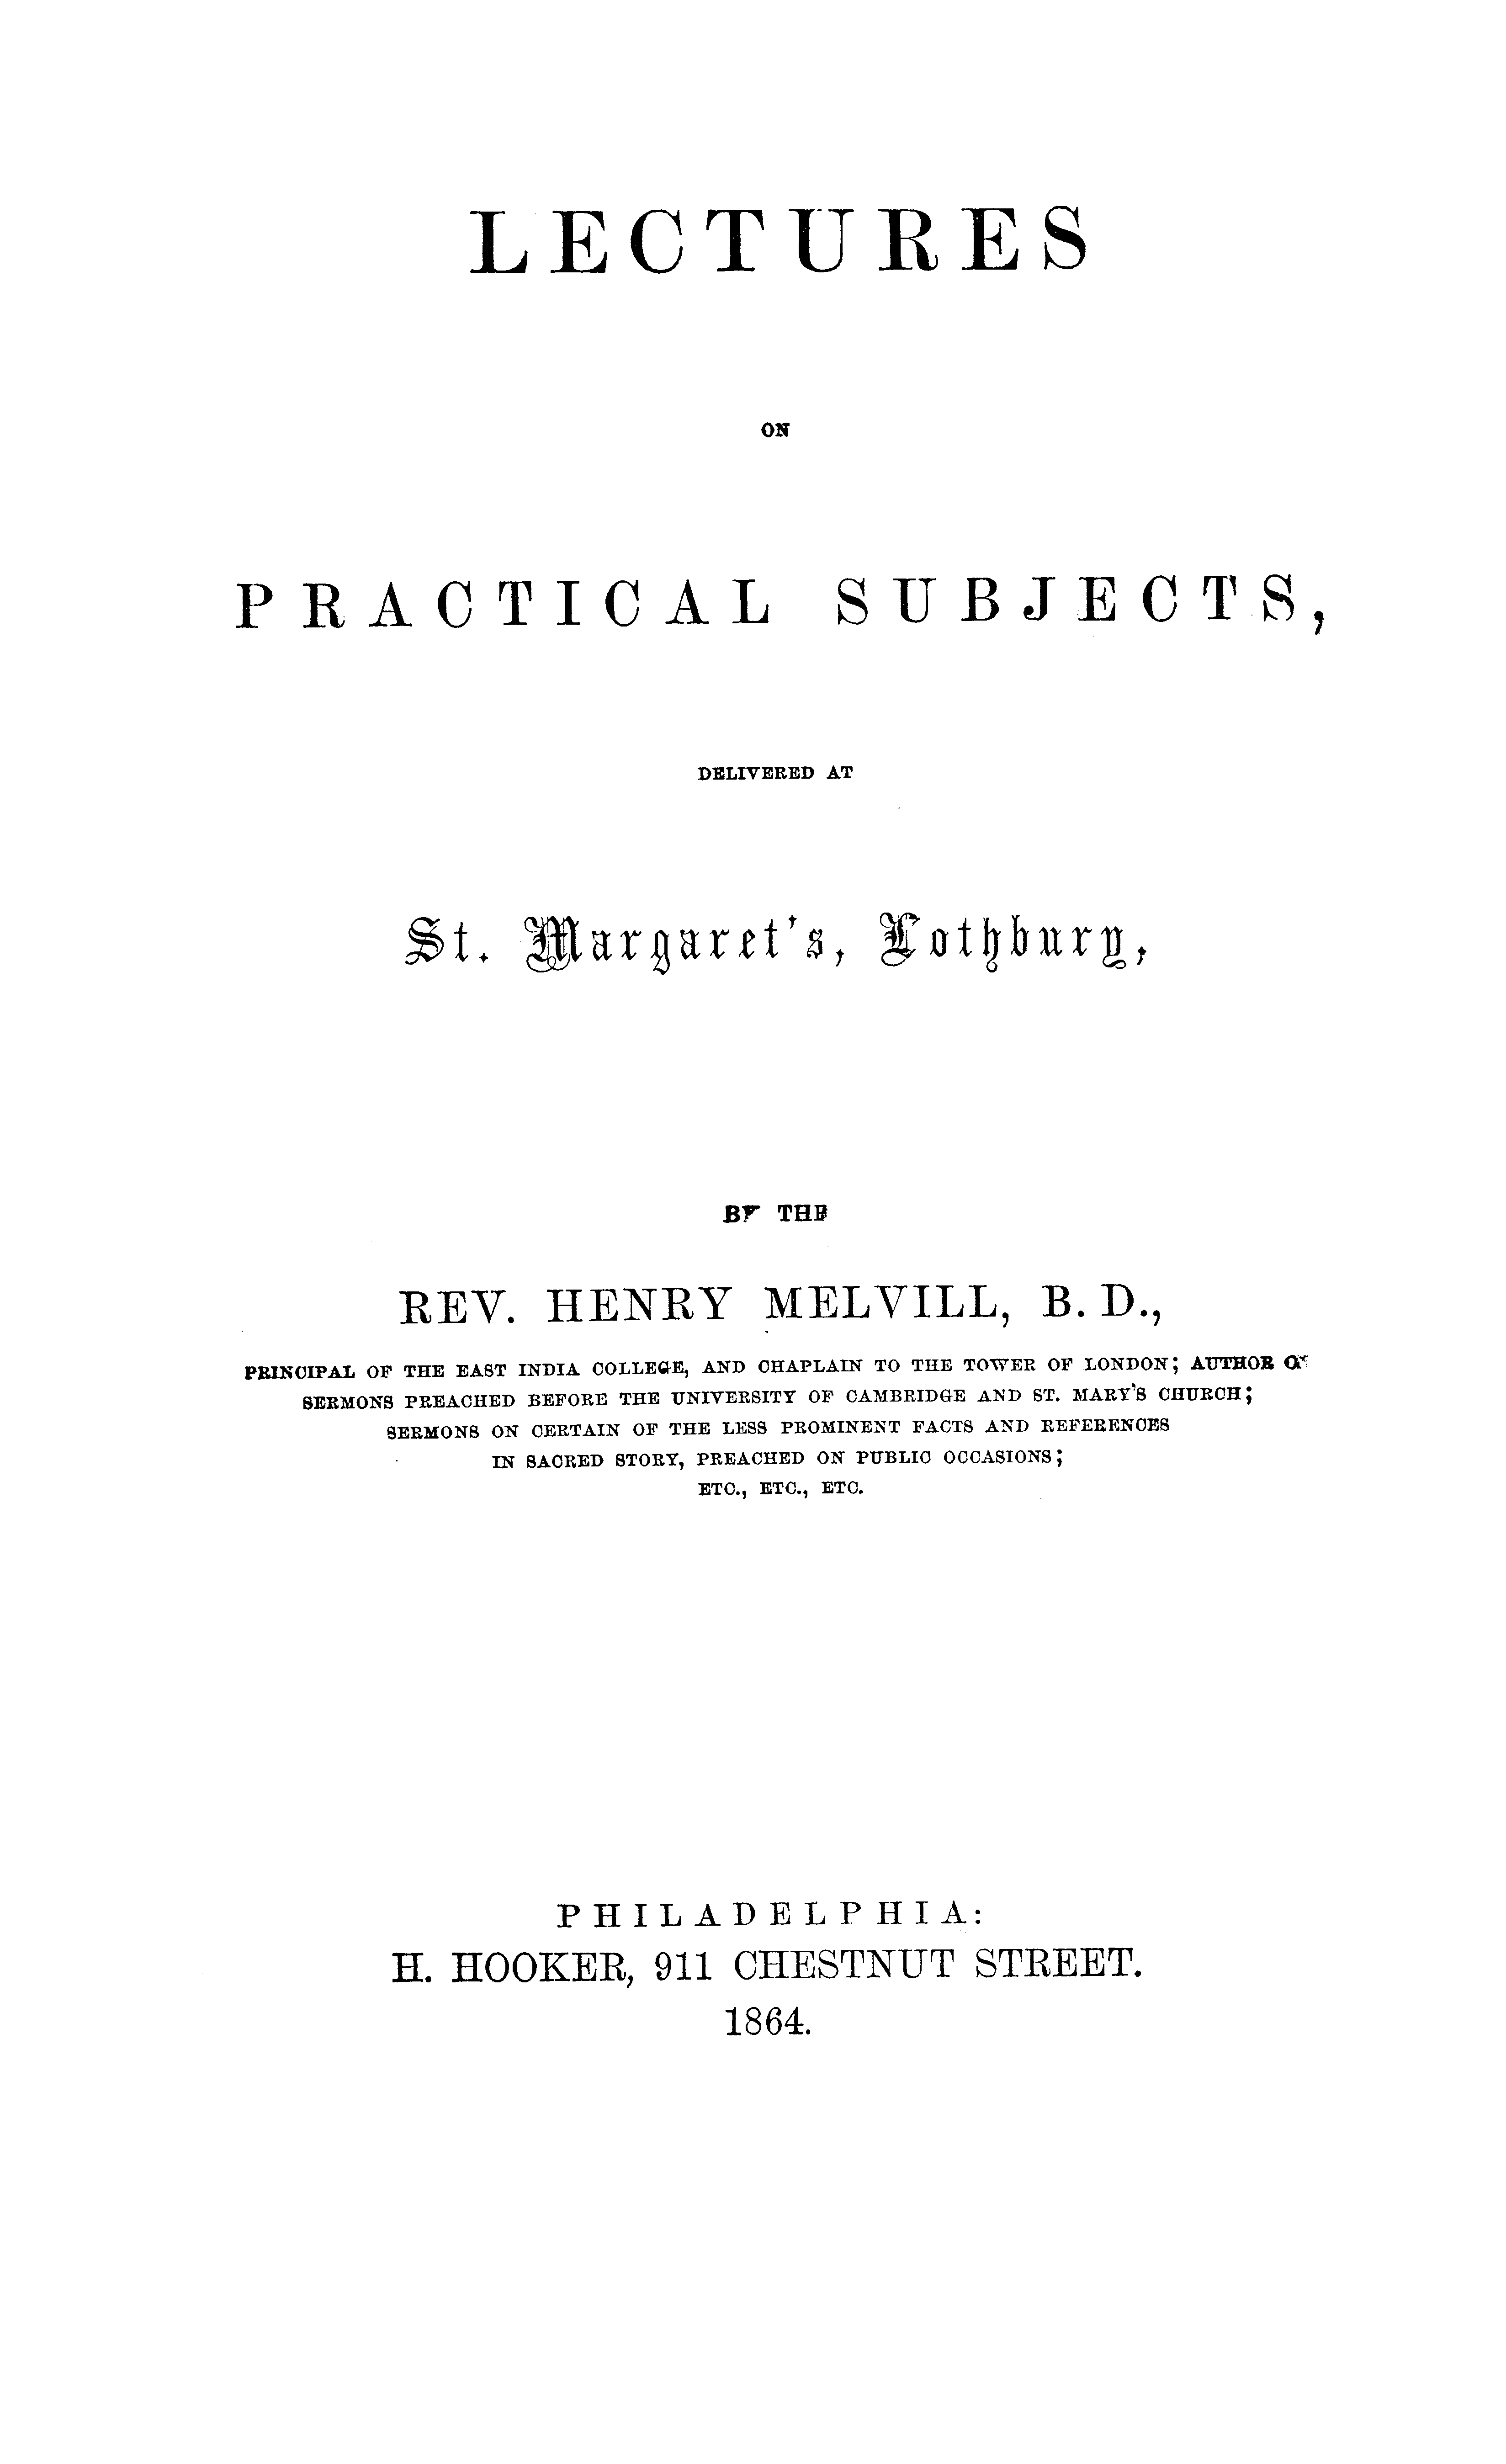 LECTURES
ON
PRACTICAL SUBJECTS,
DELIVERED AT
St. Margaret's, Lothbury,
BY THE
REV. HENRY MELVILL, B. D.,
PRINCIPAL OF THE EAST INDIA COLLEGE, AND CHAPLAIN TO THE TOWER OF LONDON; AUTHOR OF
SERMONS PREACHED BEFORE THE UNIVERSITY OF CAMBRIDGE AND ST. MARY'S CHURCH;
SERMONS ON CERTAIN OF THE LESS PROMINENT FACTS AND REFERENCES
IN SACRED STORY, PREACHED ON PUBLIC OCCASIONS;
ETC., ETC., ETC.
PHILADELPHIA:
H. HOOKER, 911 CHESTNUT STREET.
1864.